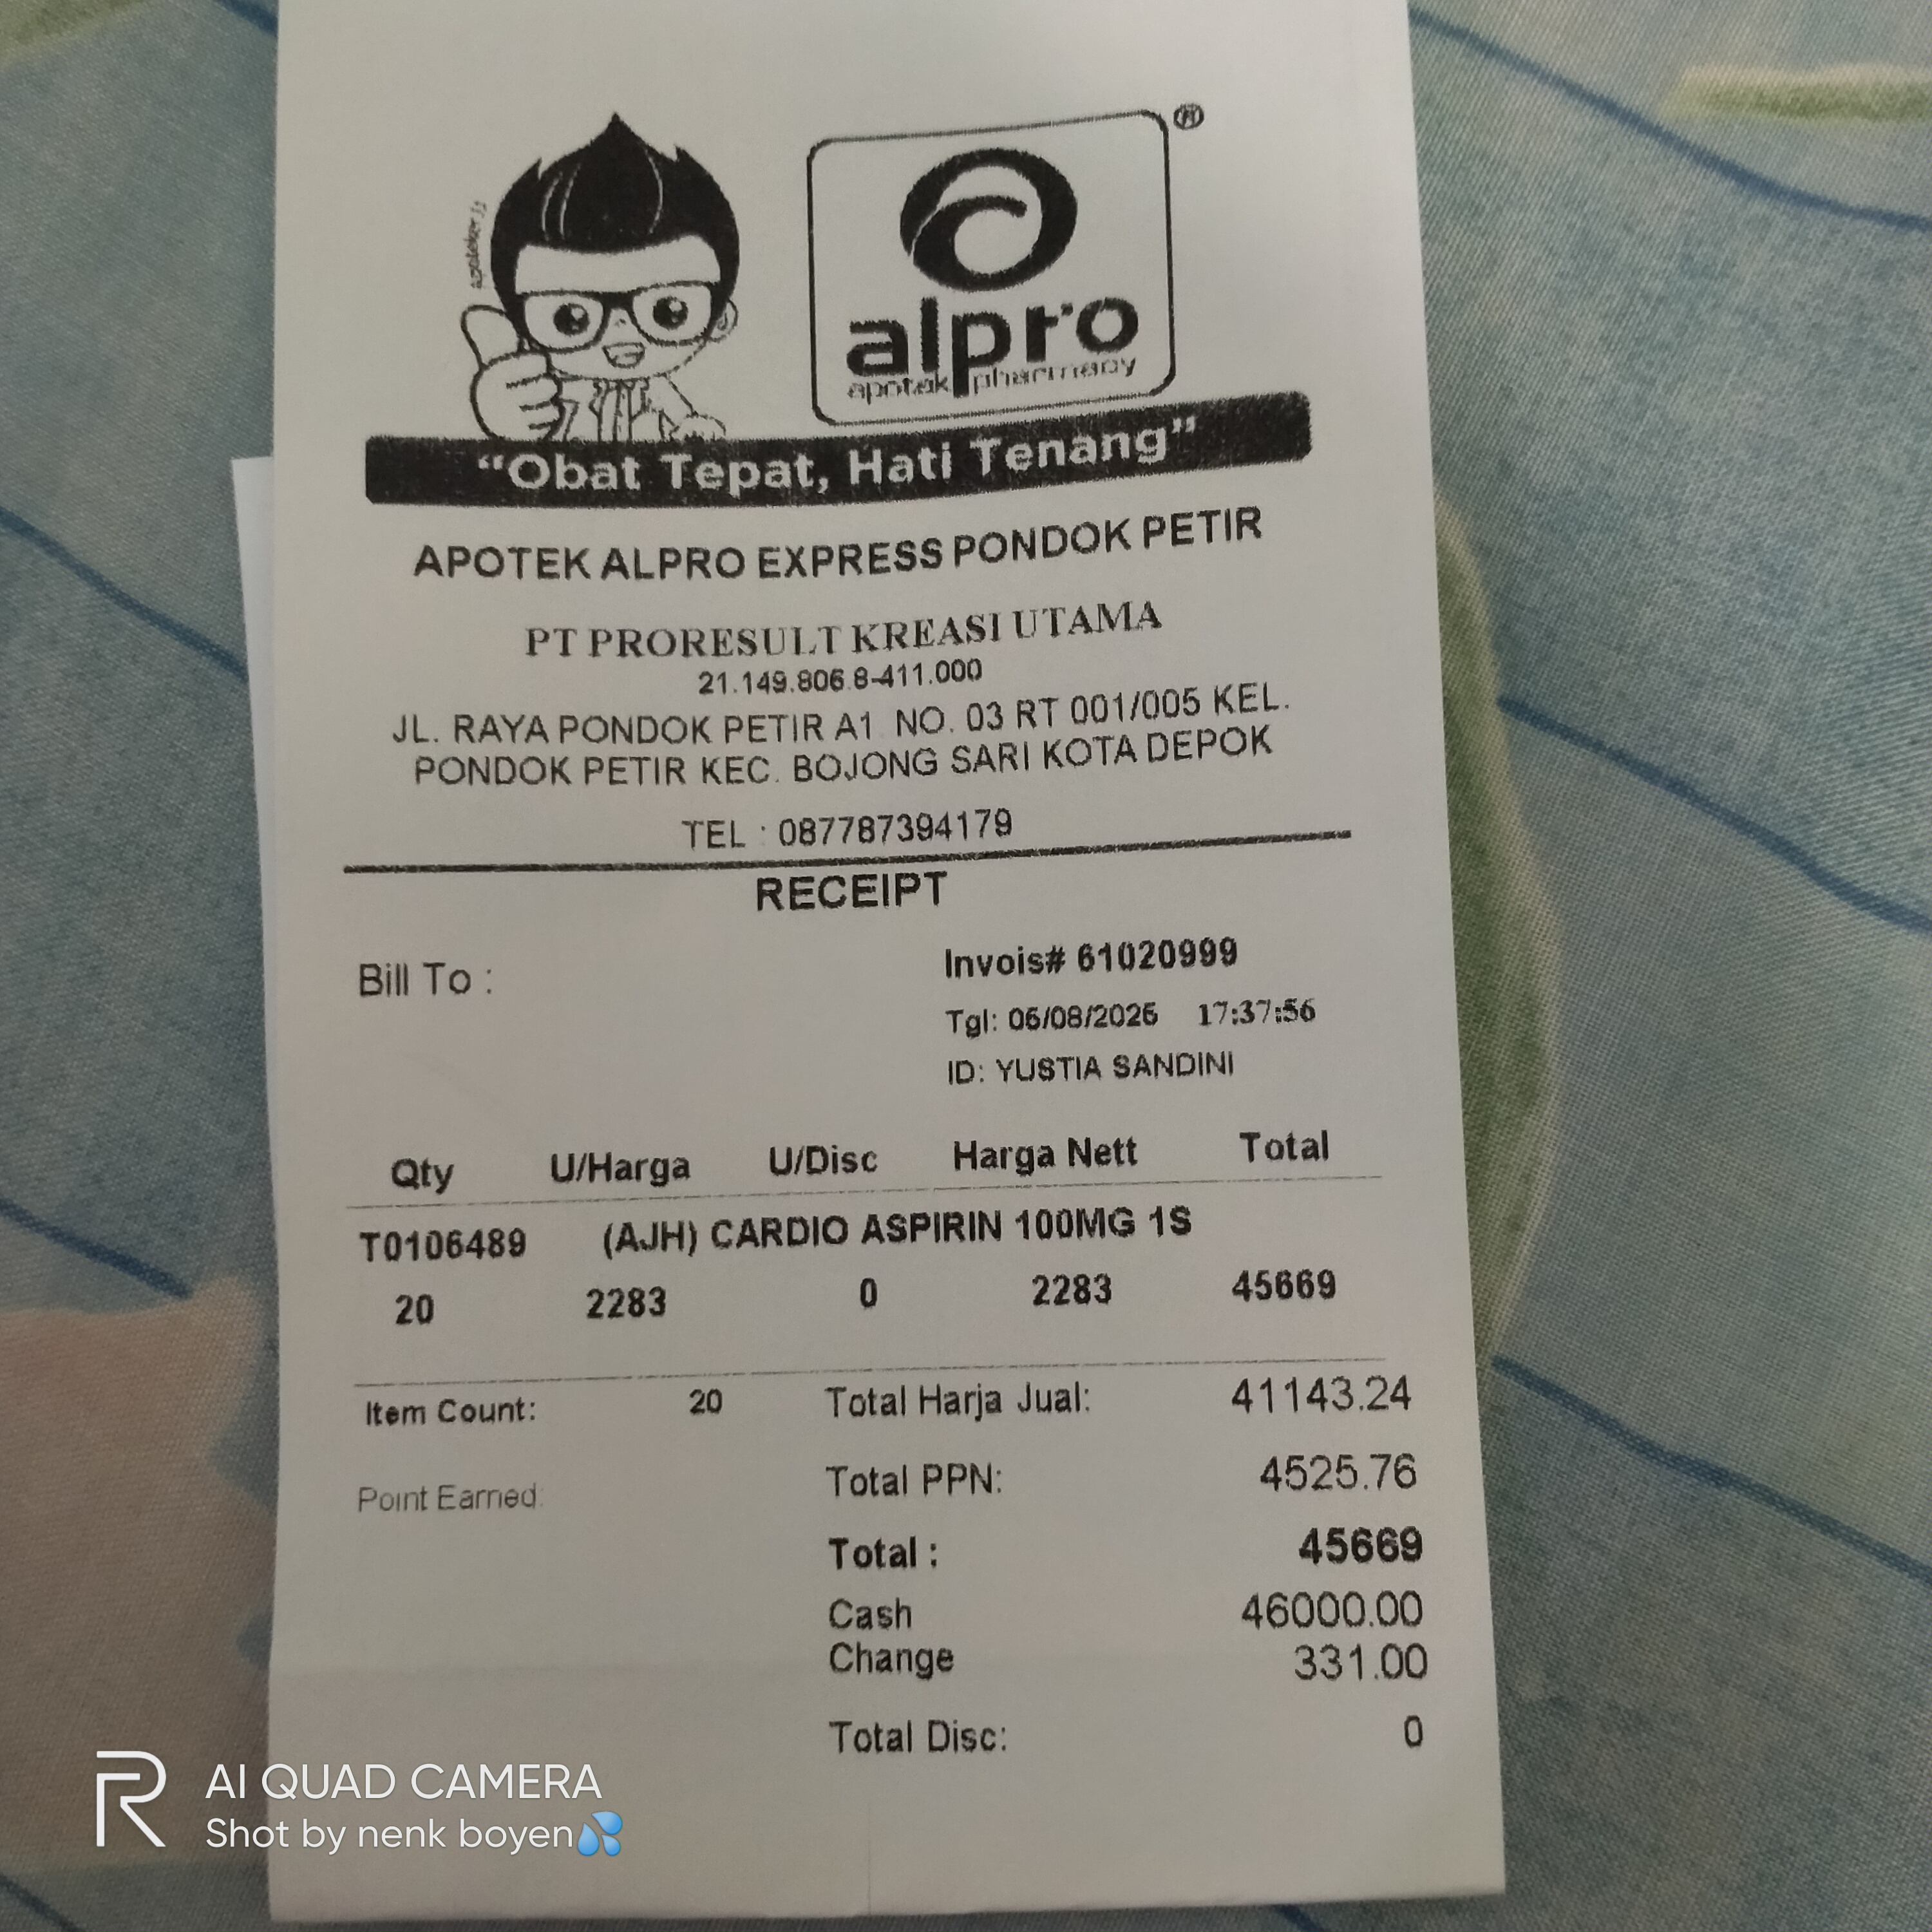 apoteker JJ
alpro
apotek pharmacy
®
"Obat Tepat, Hati Tenang"
APOTEK ALPRO EXPRESS PONDOK PETIR
PT PRORESULT KREASI UTAMA
21.149.806.8-411.000
JL. RAYA PONDOK PETIR A1 NO. 03 RT 001/005 KEL.
PONDOK PETIR KEC. BOJONG SARI KOTA DEPOK
TEL : 087787394179
RECEIPT
Bill To :
Invois# 61020999
Tgl: 06/08/2026 17:37:56
ID: YUSTIA SANDINI
Qty U/Harga U/Disc Harga Nett Total
T0106489 (AJH) CARDIO ASPIRIN 100MG 1S
20 2283 0 2283 45669
Item Count: 20 Total Harja Jual: 41143.24
Point Earned: Total PPN: 4525.76
Total : 45669
Cash 46000.00
Change 331.00
Total Disc: 0
R AI QUAD CAMERA
Shot by nenk boyen💦